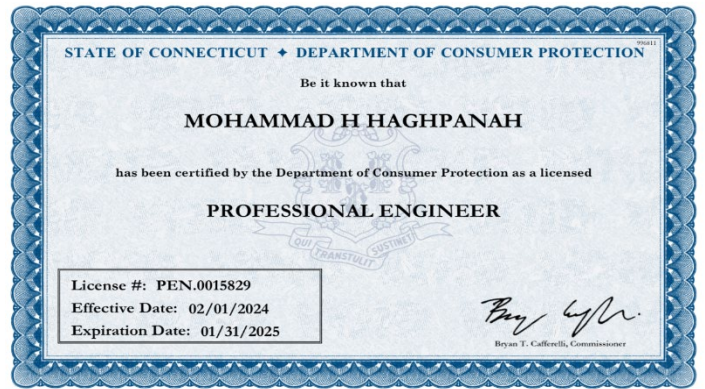 STATE OF CONNECTICUT ✦ DEPARTMENT OF CONSUMER PROTECTION
Be it known that
MOHAMMAD H HAGHPANAH
has been certified by the Department of Consumer Protection as a licensed
PROFESSIONAL ENGINEER
QUI TRANSTULIT SUSTINET
License #: PEN.0015829
Effective Date: 02/01/2024
Expiration Date: 01/31/2025
Bryan T. Cafferelli, Commissioner